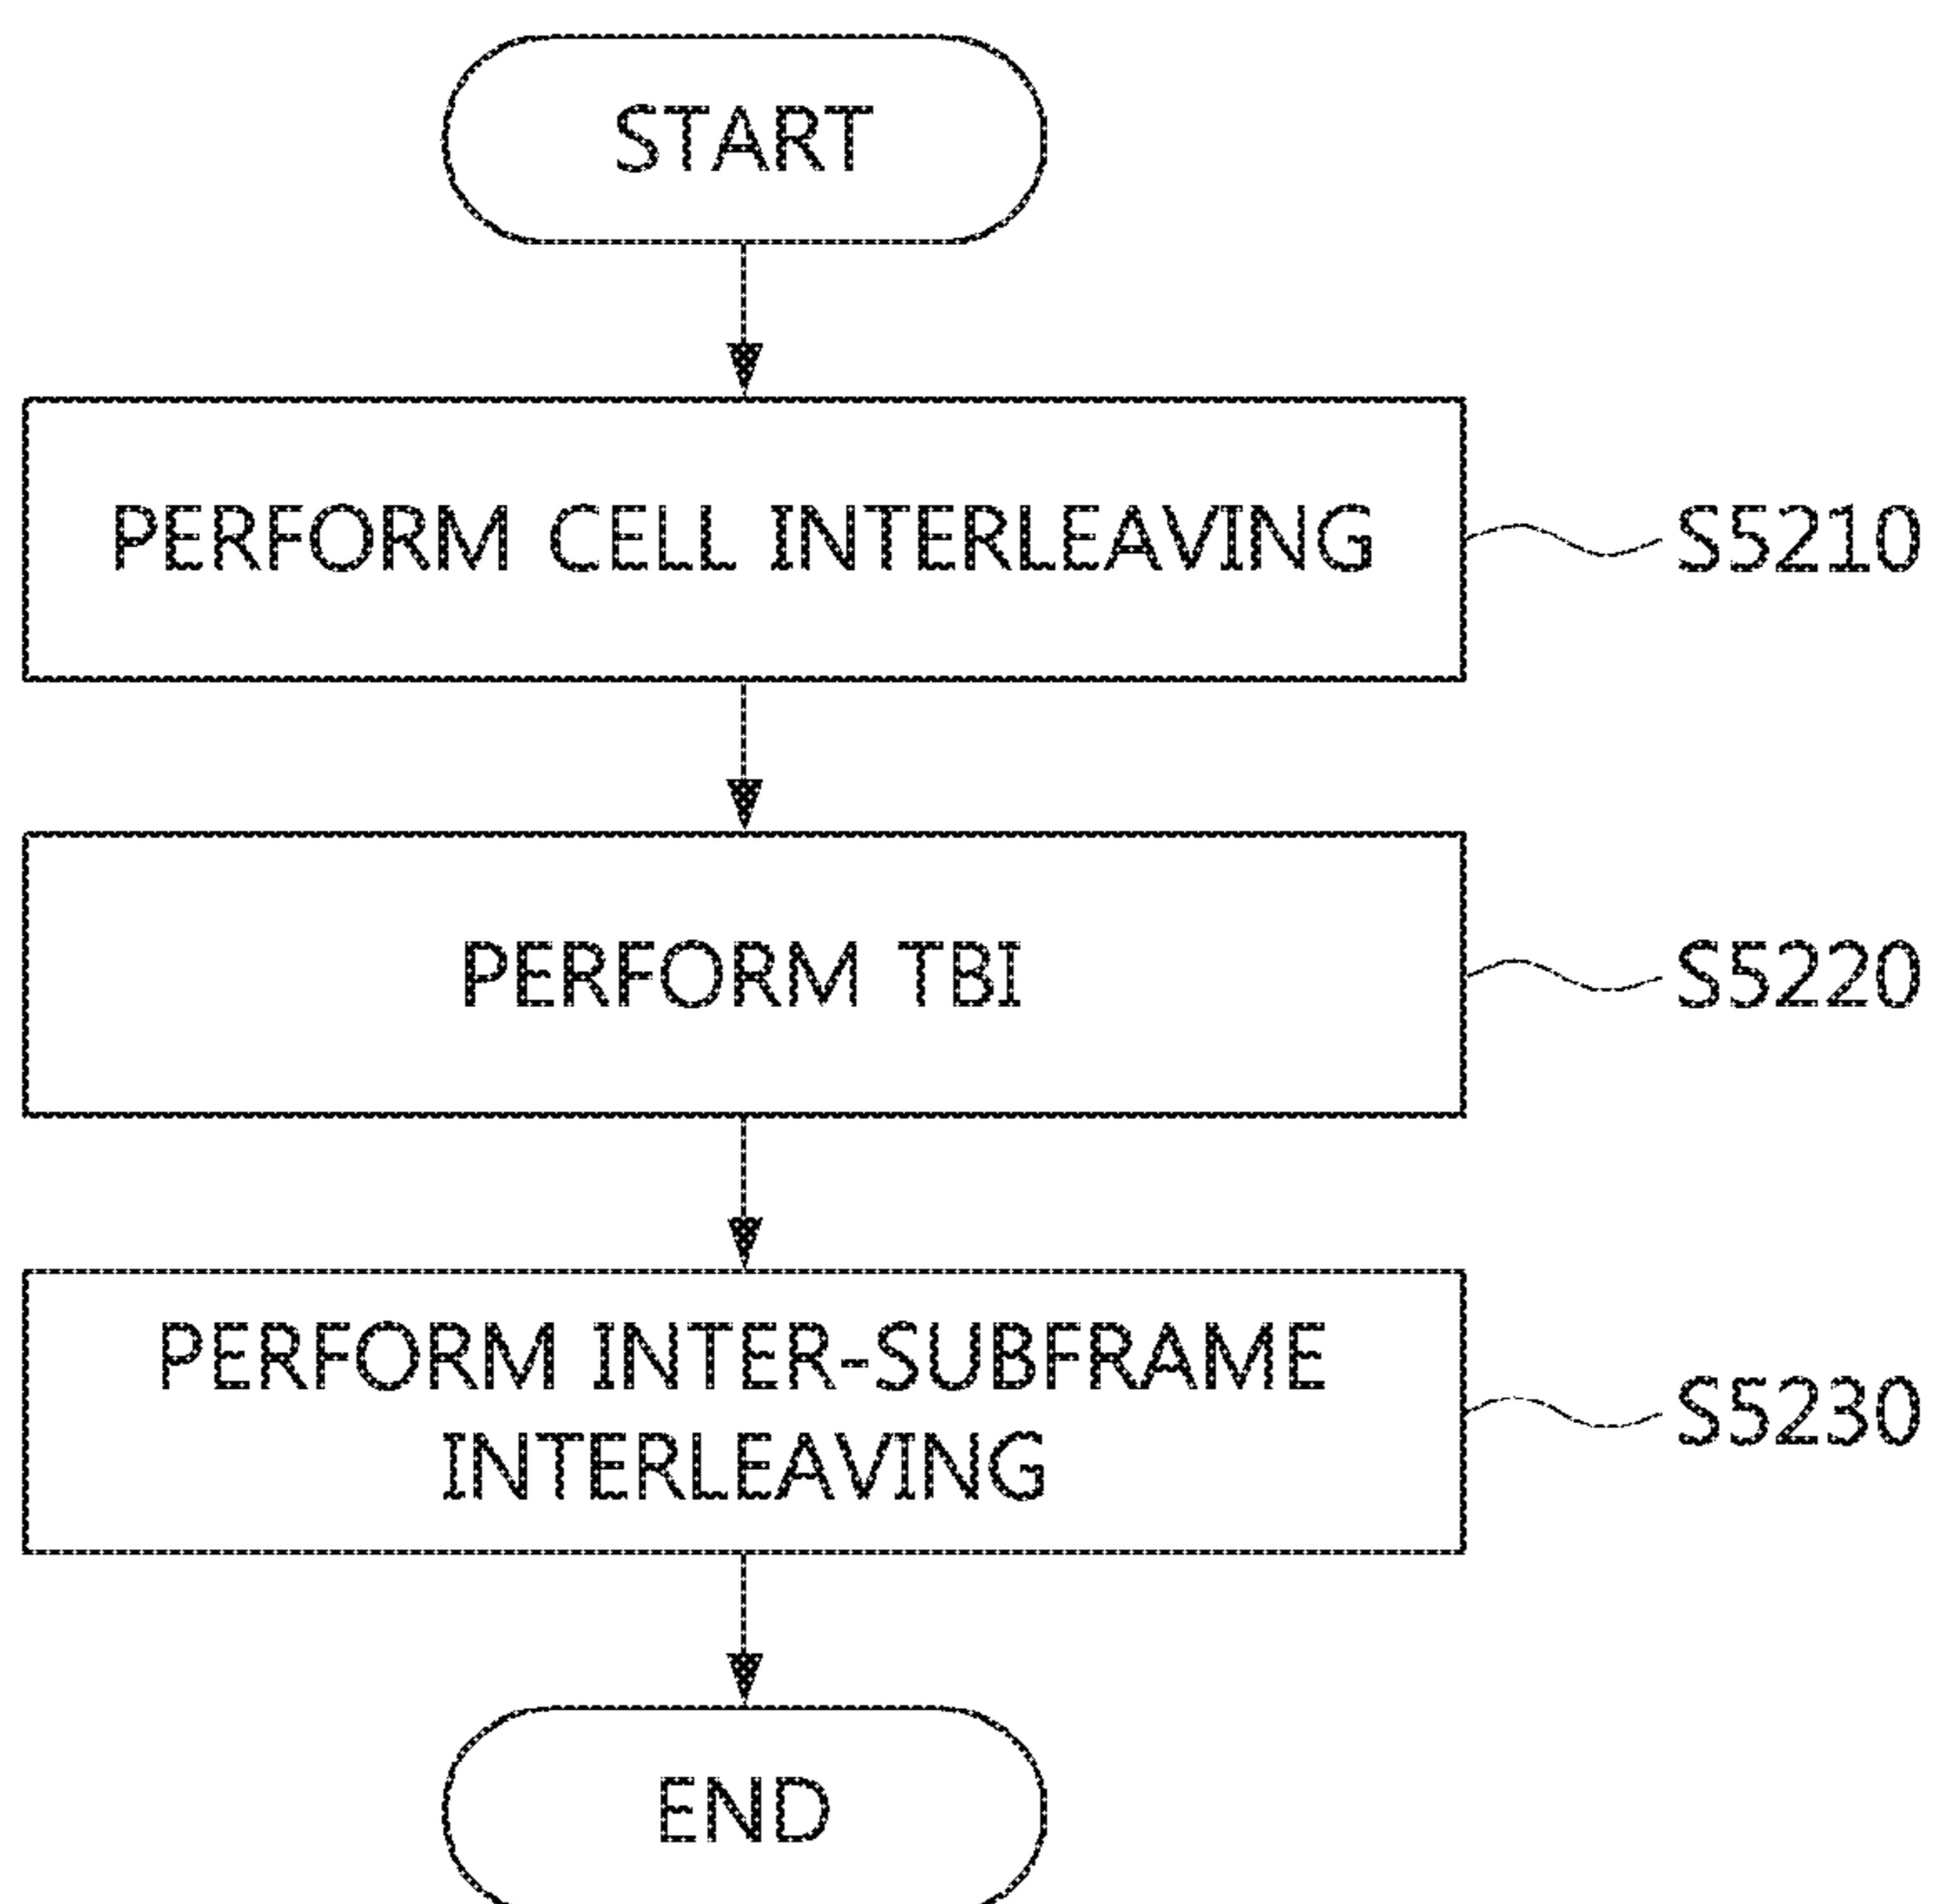 START
PERFORM CELL INTERLEAVING
S5210
PERFORM TBI
S5220
PERFORM INTER-SUBFRAME
INTERLEAVING
S5230
END